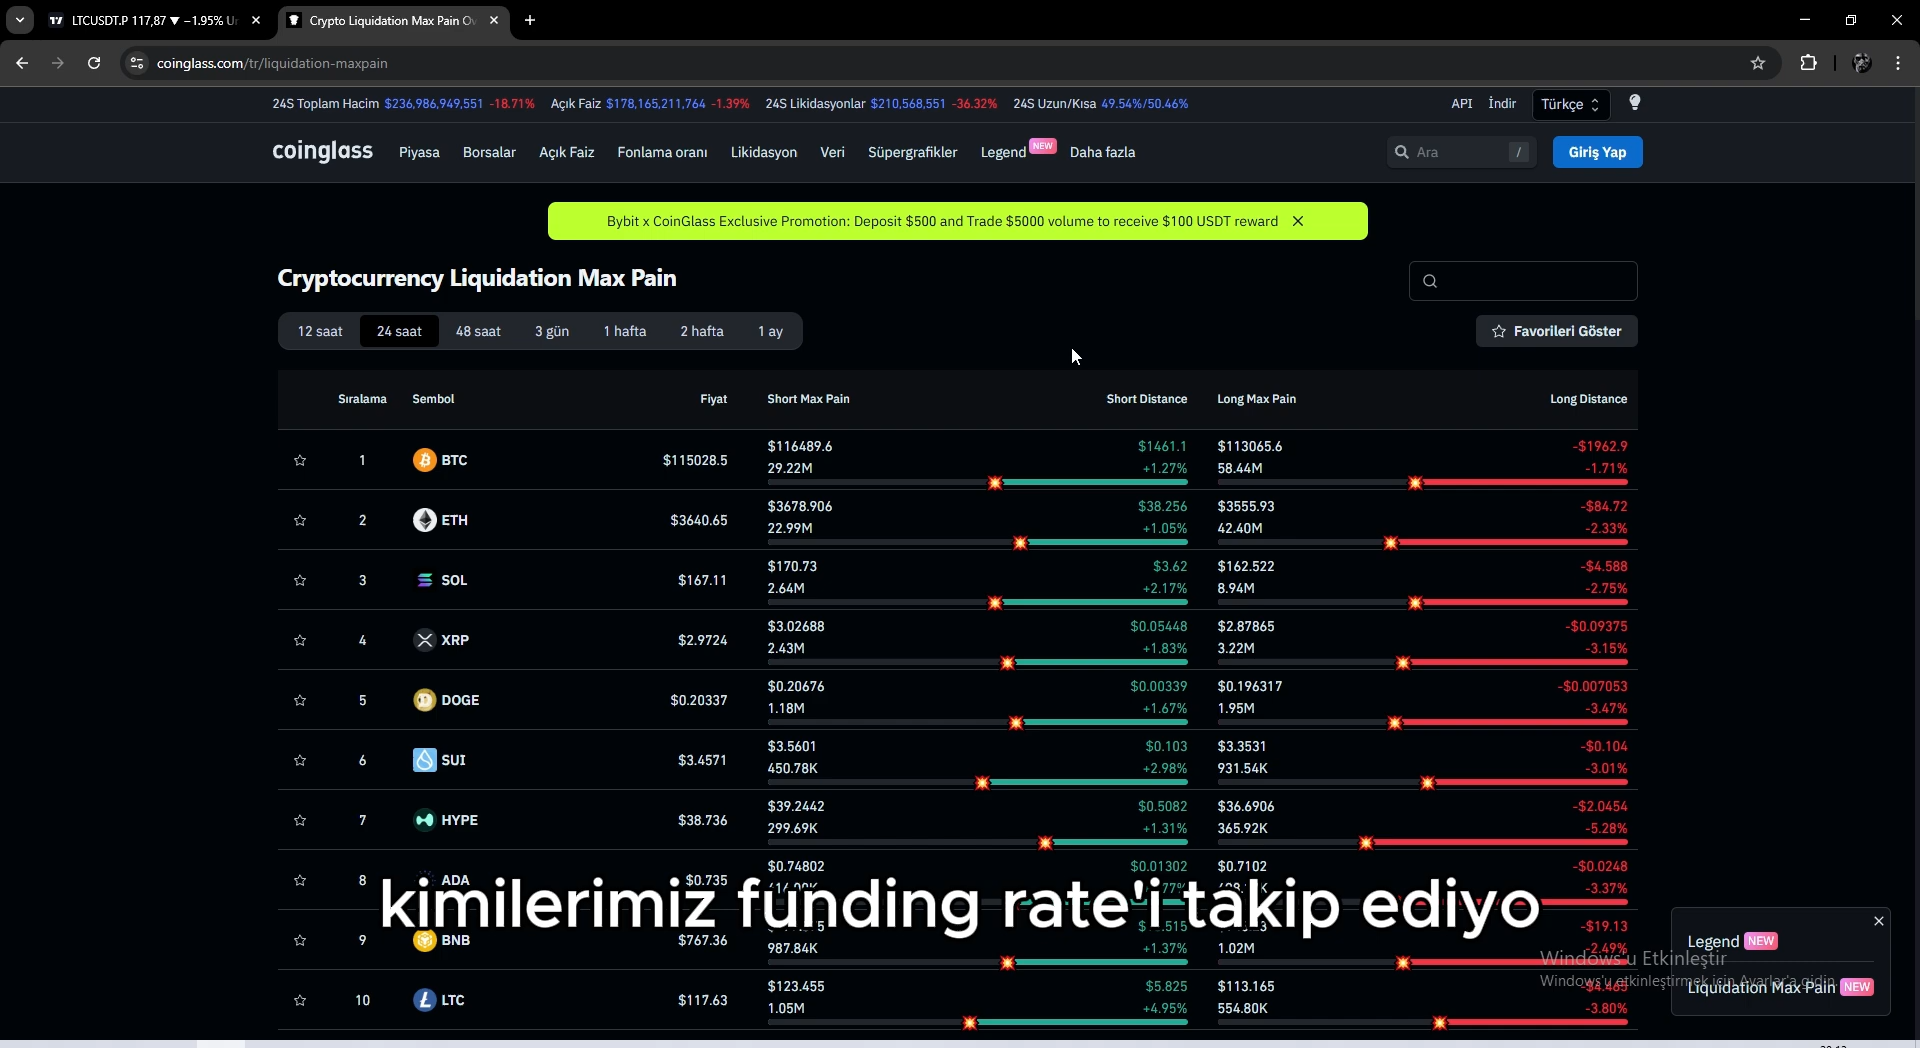 LTCUSDT.P 117,87 ▼ −1.95% U
Crypto Liquidation Max Pain Ov
coinglass.com/tr/liquidation-maxpain
24S Toplam Hacim $236,986,949,551 -18.71% Açık Faiz $178,165,211,764 -1.39% 24S Likidasyonlar $210,568,551 -36.32% 24S Uzun/Kısa 49.54%/50.46% API İndir Türkçe
coinglass Piyasa Borsalar Açık Faiz Fonlama oranı Likidasyon Veri Süpergrafikler Legend NEW Daha fazla Ara / Giriş Yap
Bybit x CoinGlass Exclusive Promotion: Deposit $500 and Trade $5000 volume to receive $100 USDT reward
Cryptocurrency Liquidation Max Pain
12 saat 24 saat 48 saat 3 gün 1 hafta 2 hafta 1 ay Favorileri Göster
Sıralama Sembol Fiyat Short Max Pain Short Distance Long Max Pain Long Distance
$116489.6 $1461.1 $113065.6 -$1962.9
1 BTC $115028.5
29.22M +1.27% 58.44M -1.71%
$3678.906 $38.256 $3555.93 -$84.72
2 ETH $3640.65
22.99M +1.05% 42.40M -2.33%
$170.73 $3.62 $162.522 -$4.588
3 SOL $167.11
2.64M +2.17% 8.94M -2.75%
$3.02688 $0.05448 $2.87865 -$0.09375
4 XRP $2.9724
2.43M +1.83% 3.22M -3.15%
$0.20676 $0.00339 $0.196317 -$0.007053
5 DOGE $0.20337
1.18M +1.67% 1.95M -3.47%
$3.5601 $0.103 $3.3531 -$0.104
6 SUI $3.4571
450.78K +2.98% 931.54K -3.01%
$39.2442 $0.5082 $36.6906 -$2.0454
7 HYPE $38.736
299.69K +1.31% 365.92K -5.28%
$0.74802 $0.01302 $0.7102 -$0.0248
8 ADA $0.735
-3.37%
kimilerimiz funding rate'i takip ediyo
-$19.13
9 BNB $767.36
987.84K +1.37% 1.02M -2.49%
$123.455 $5.825 $113.165 -$4.465
10 LTC $117.63
1.05M +4.95% 554.80K -3.80%
Legend NEW
Windows'u Etkinleştir
Windows'u etkinleştirmek için Ayarlar'a gidin.
Liquidation Max Pain NEW